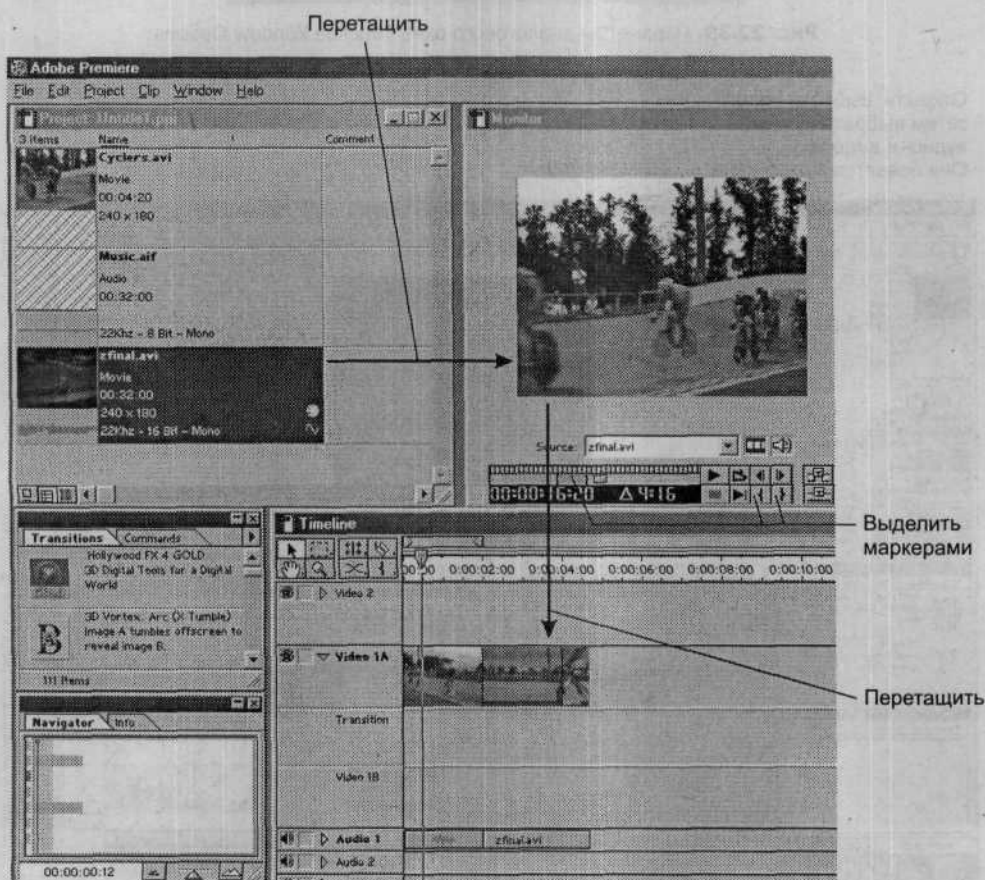 Перетащить
Adobe Premiere
File Edit Project Clip Window Help
Monitor
3 items Name Comment
Cyclers.avi
Movie
00:04:20
240 x 180
Music.aif
Audio
00:32:00
22Khz - 8 Bit - Mono
zfinal.avi
Movie
00:32:00
240 x 180
22Khz - 16 Bit - Mono
Source: zfinal.avi
00:00:16:20 Δ 4:16
Выделить
маркерами
Transitions Commands
Hollywood FX 4 GOLD
3D Digital Tools for a Digital
World
3D Vortex. Arc (X Tumble)
Image A tumbles offscreen to
reveal image B.
111 Items
Timeline
0:00:02:00 0:00:04:00 0:00:06:00 0:00:08:00 0:00:10:00
Video 2
Video 1A
Перетащить
Transition
Video 1B
Navigator Info
00:00:00:12
Audio 1 zfinal.avi
Audio 2